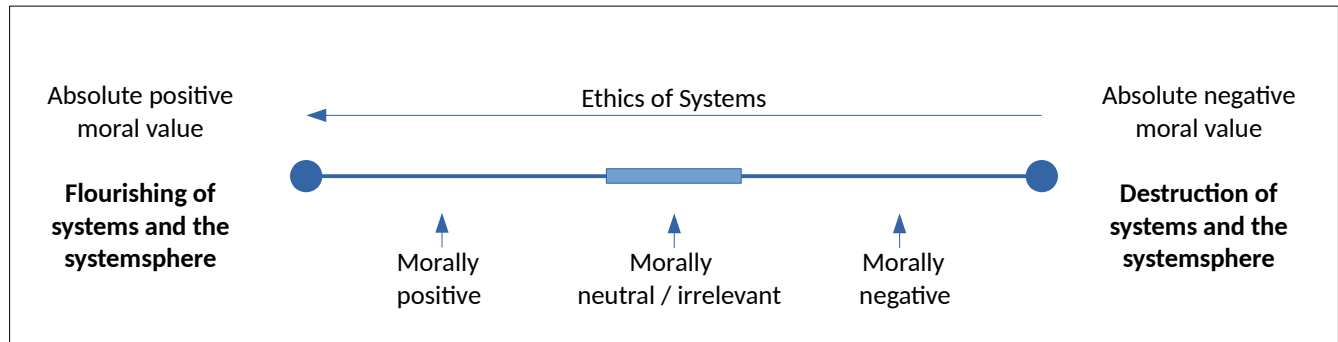 Absolute positive
moral value
Flourishing of
systems and the
systemsphere
Ethics of Systems
Morally
positive
Morally
neutral / irrelevant
Morally
negative
Absolute negative
moral value
Destruction of
systems and the
systemsphere